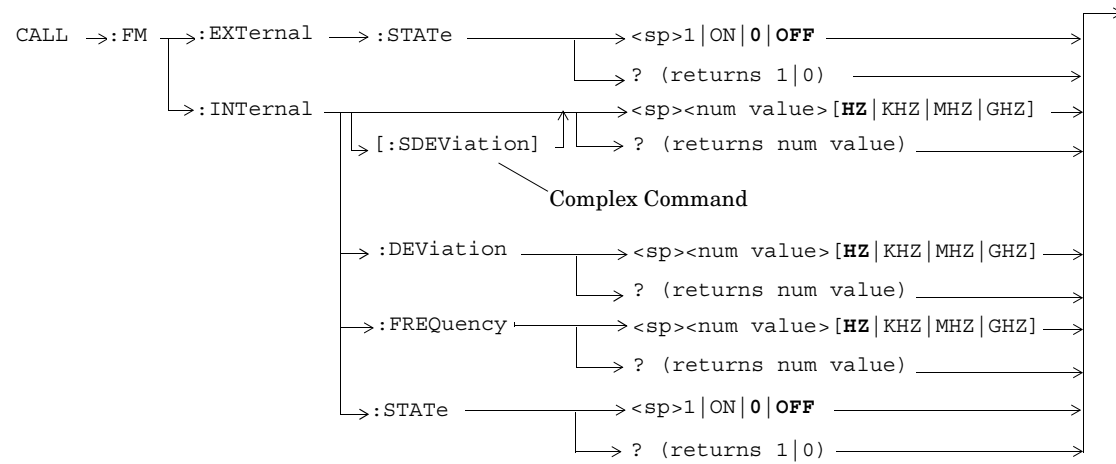 CALL :FM :EXTernal :STATe <sp>1|ON|0|OFF
? (returns 1|0)
:INTernal <sp><num value>[HZ|KHZ|MHZ|GHZ]
[:SDEViation] ? (returns num value)
Complex Command
:DEViation <sp><num value>[HZ|KHZ|MHZ|GHZ]
? (returns num value)
:FREQuency <sp><num value>[HZ|KHZ|MHZ|GHZ]
? (returns num value)
:STATe <sp>1|ON|0|OFF
? (returns 1|0)